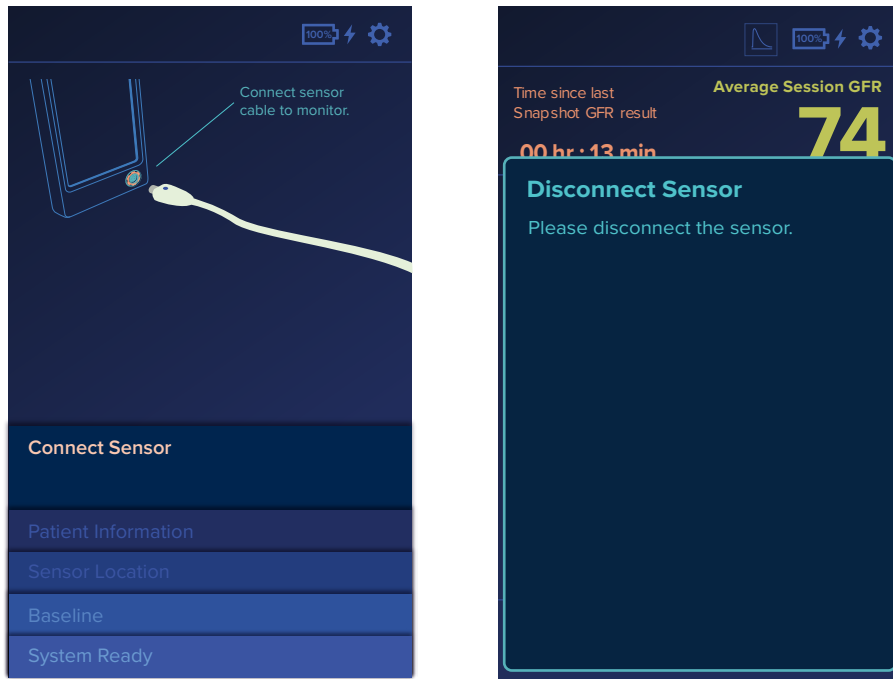 100%
Connect sensor
cable to monitor.
Connect Sensor
Patient Information
Sensor Location
Baseline
System Ready
100%
Time since last
Snapshot GFR result
00 hr : 13 min
Average Session GFR
74
Disconnect Sensor
Please disconnect the sensor.